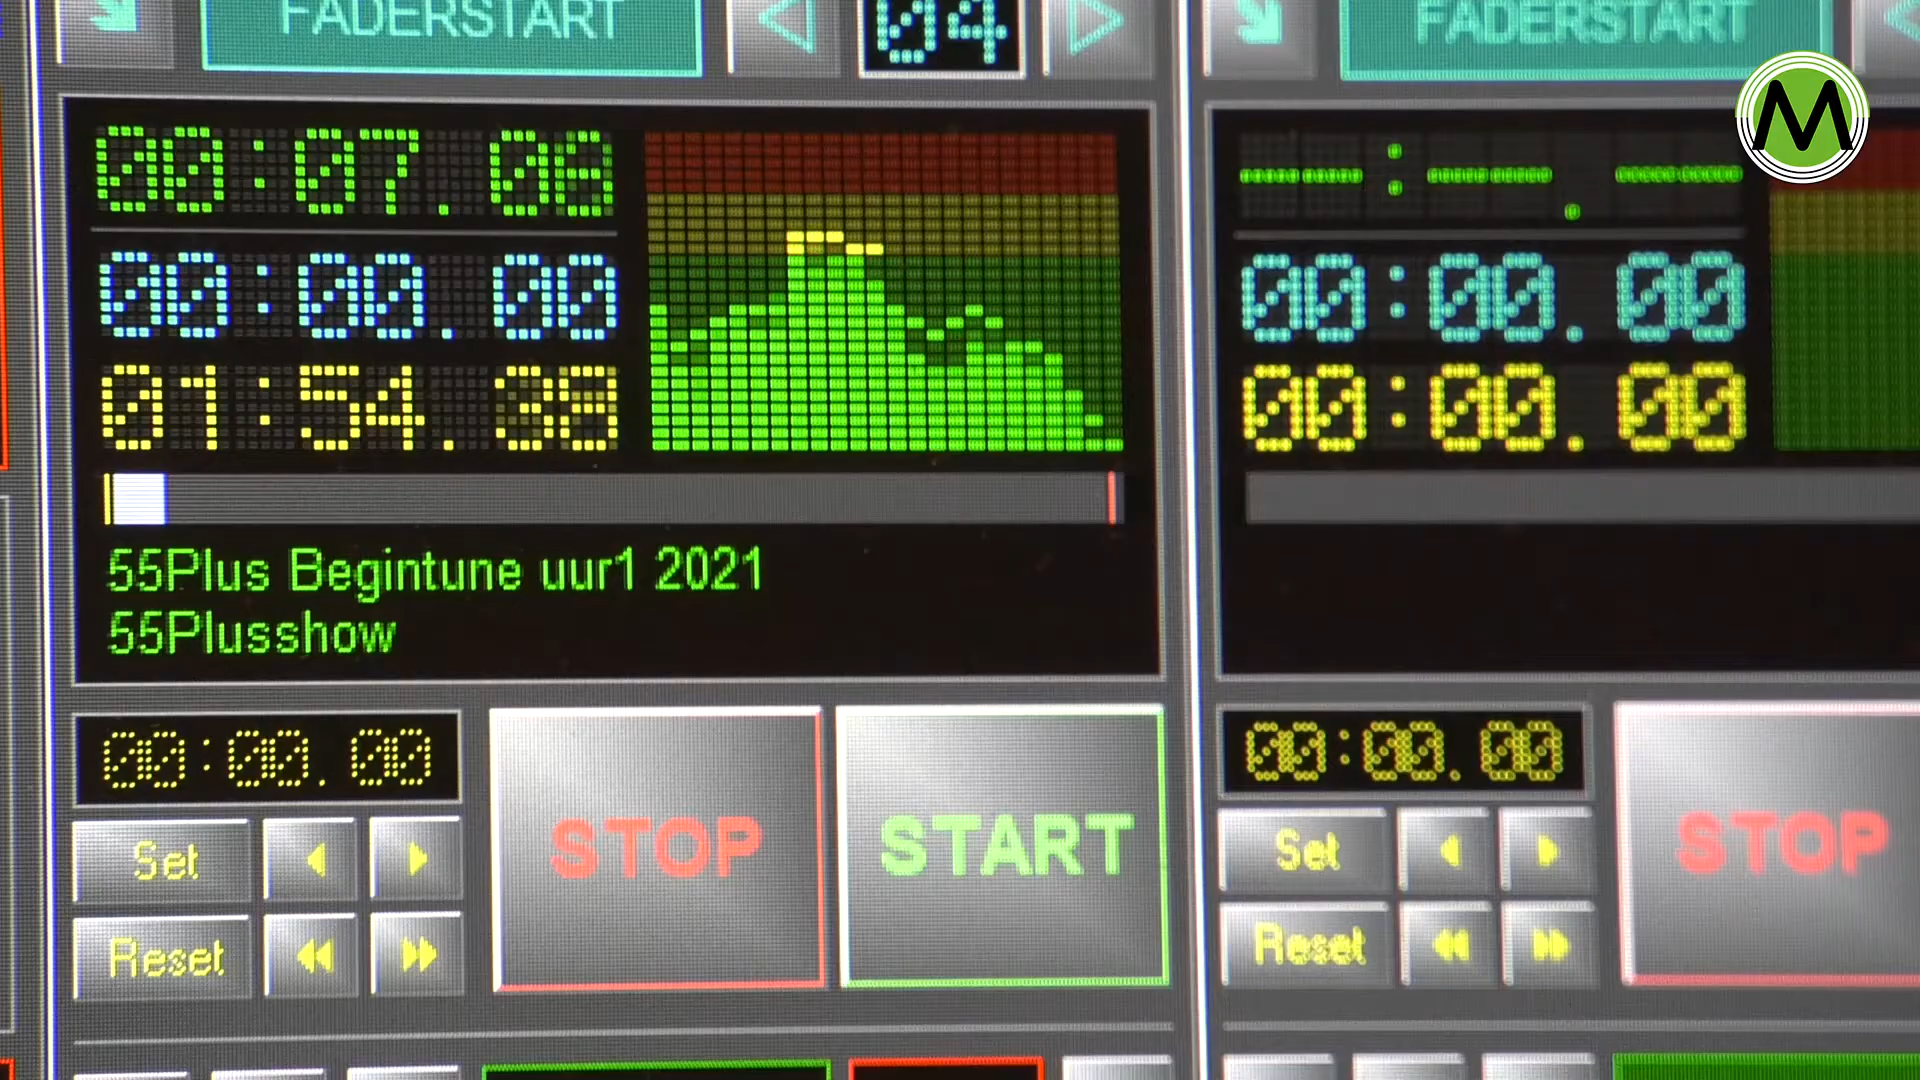 FADERSTART
04
FADERSTART
M
00:07.08
00:00.00
01:54.38
--:--.--
00:00.00
00:00.00
55Plus Begintune uur1 2021
55Plusshow
00:00.00
STOP
START
Set
Reset
00:00.00
Set
Reset
STOP